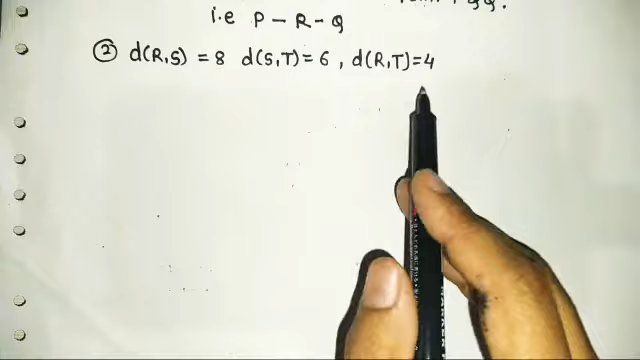 i.e P - R - Q
② d(R,S) = 8 d(S,T) = 6 , d(R,T)=4